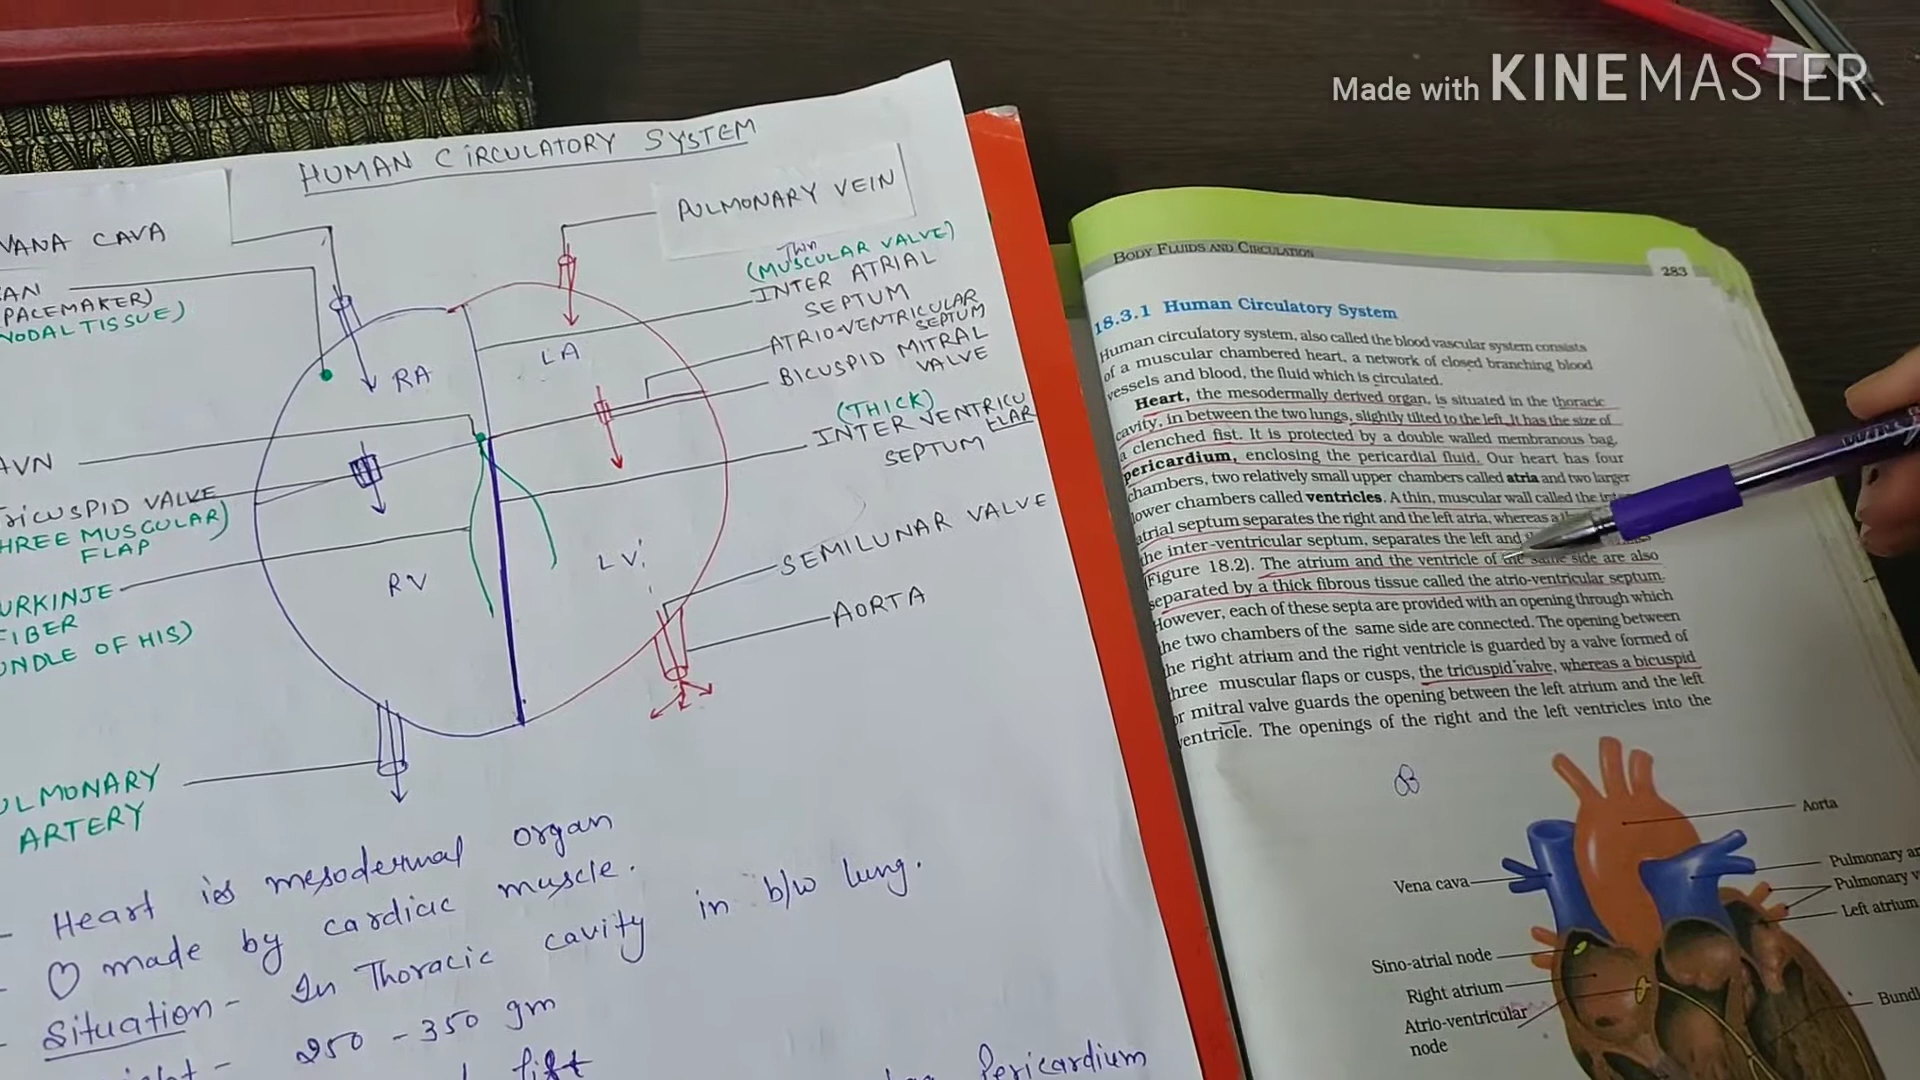 Made with KINEMASTER
HUMAN CIRCULATORY SYSTEM
VANA CAVA
PULMONARY VEIN
AN
PACEMAKER)
NODAL TISSUE)
Thin
(MUSCULAR VALVE)
INTER ATRIAL
SEPTUM
ATRIO-VENTRICULAR
SEPTUM
BICUSPID MITRAL
VALVE
(THICK)
INTER VENTRICU
LAR
SEPTUM
RA
LA
AVN
TRICUSPID VALVE
THREE MUSCULAR)
FLAP
URKINJE
FIBER
UNDLE OF HIS)
RV
LV
SEMILUNAR VALVE
AORTA
ULMONARY
ARTERY
- Heart is mesodermal organ
- made by cardiac muscle.
- Situation - In Thoracic cavity in b/w lung.
250 - 350 gm
Pericardium
BODY FLUIDS AND CIRCULATION
283
18.3.1 Human Circulatory System
Human circulatory system, also called the blood vascular system consists
of a muscular chambered heart, a network of closed branching blood
vessels and blood, the fluid which is circulated.
Heart, the mesodermally derived organ, is situated in the thoracic
cavity, in between the two lungs, slightly tilted to the left. It has the size of
a clenched fist. It is protected by a double walled membranous bag,
pericardium, enclosing the pericardial fluid. Our heart has four
chambers, two relatively small upper chambers called atria and two larger
lower chambers called ventricles. A thin, muscular wall called the
atrial septum separates the right and the left atria, whereas a
the inter-ventricular septum, separates the left and
(Figure 18.2). The atrium and the ventricle of the same side are also
separated by a thick fibrous tissue called the atrio-ventricular septum.
However, each of these septa are provided with an opening through which
the two chambers of the same side are connected. The opening between
the right atrium and the right ventricle is guarded by a valve formed of
three muscular flaps or cusps, the tricuspid valve, whereas a bicuspid
or mitral valve guards the opening between the left atrium and the left
ventricle. The openings of the right and the left ventricles into the
Aorta
Pulmonary
Pulmonary
Left atrium
Vena cava
Sino-atrial node
Right atrium
Atrio-ventricular
node
Bundl